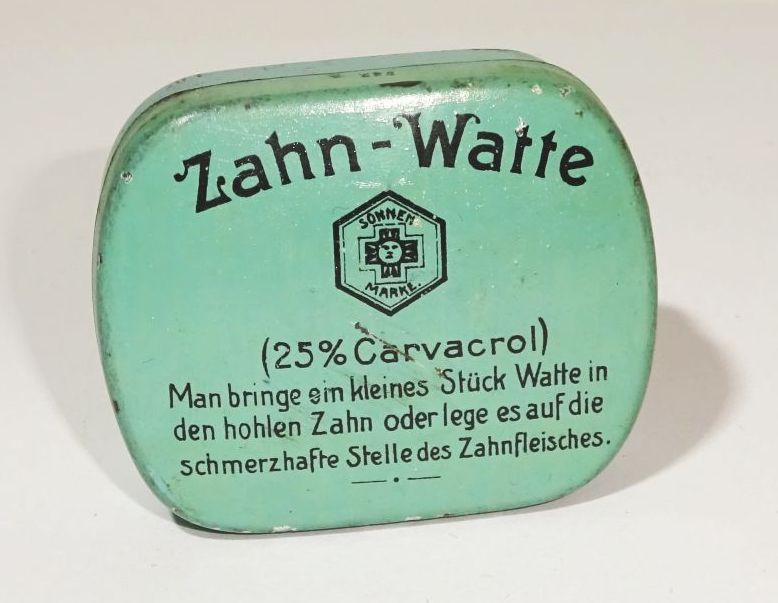 Zahn-Watte
SONNEN
MARKE.
(25% Carvacrol)
Man bringe ein kleines Stück Watte in
den hohlen Zahn oder lege es auf die
schmerzhafte Stelle des Zahnfleisches.